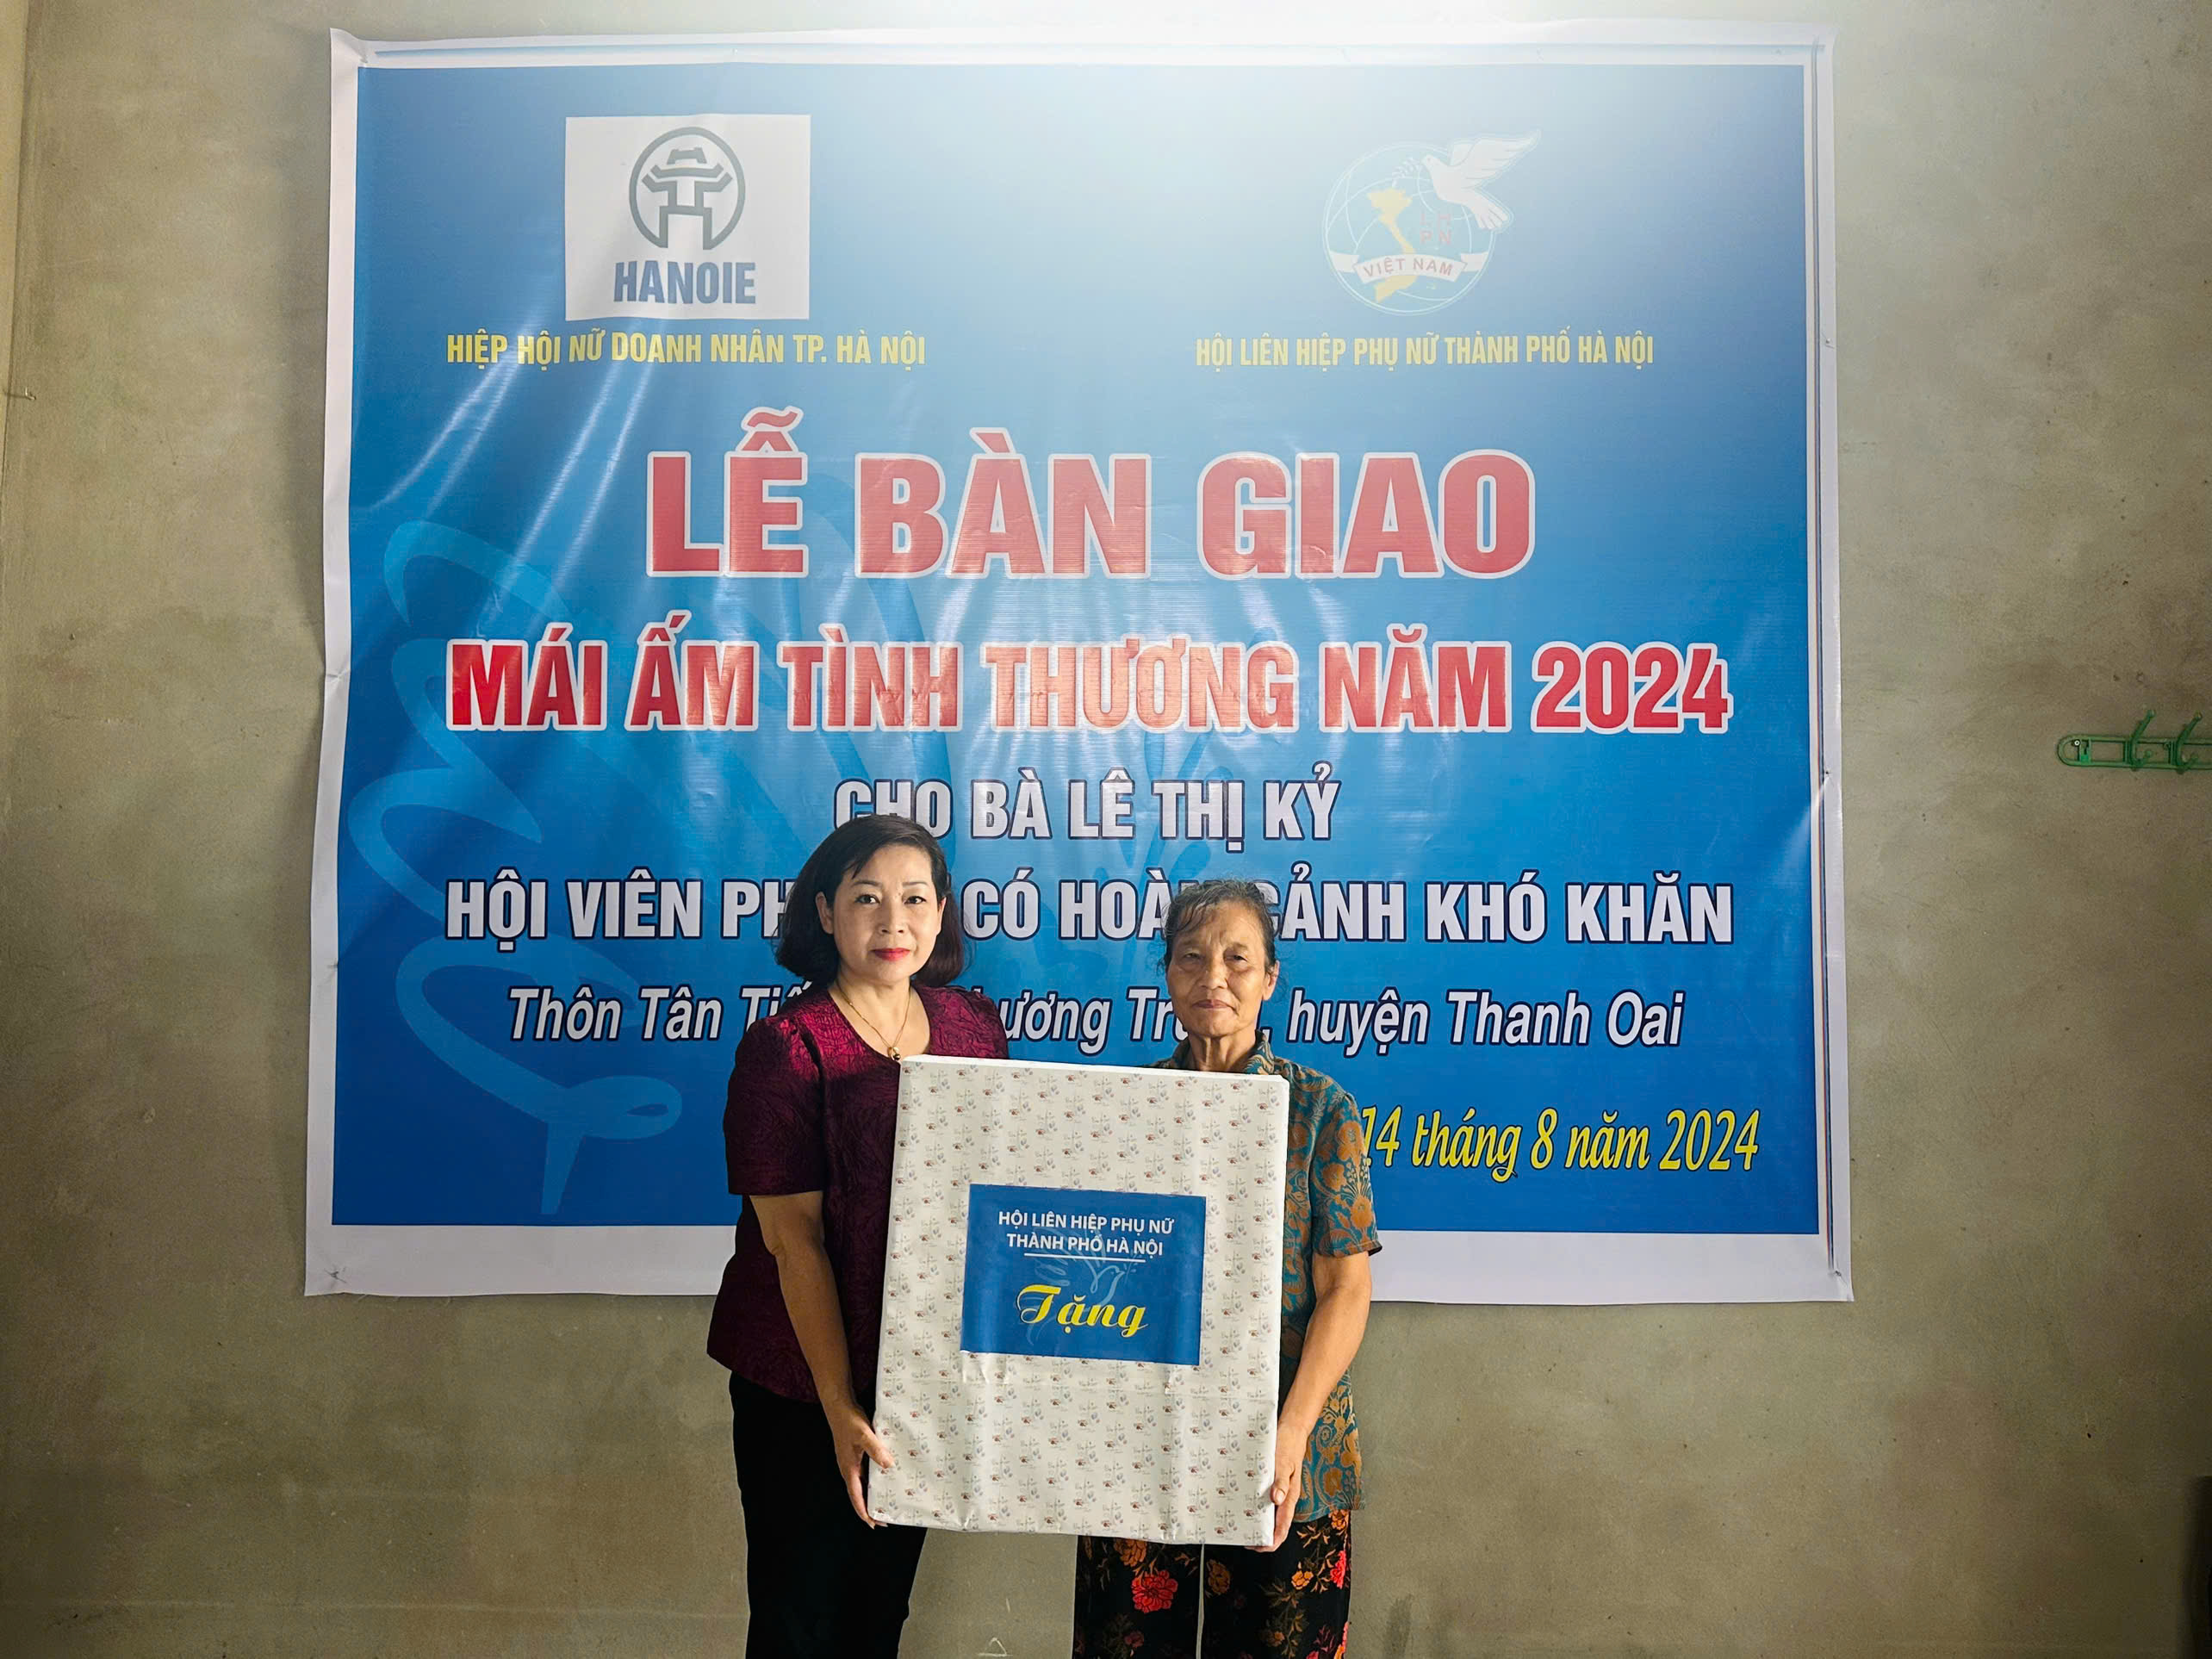 HANOIE
VIỆT NAM
HIỆP HỘI NỮ DOANH NHÂN TP. HÀ NỘI
HỘI LIÊN HIỆP PHỤ NỮ THÀNH PHỐ HÀ NỘI
LỄ BÀN GIAO
MÁI ẤM TÌNH THƯƠNG NĂM 2024
CHO BÀ LÊ THỊ KỶ
HỘI VIÊN CÓ CẢNH KHÓ KHĂN
Thôn Tân huyện Thanh Oai
14 tháng 8 năm 2024
HỘI LIÊN HIỆP PHỤ NỮ
THÀNH PHỐ HÀ NỘI
Tặng